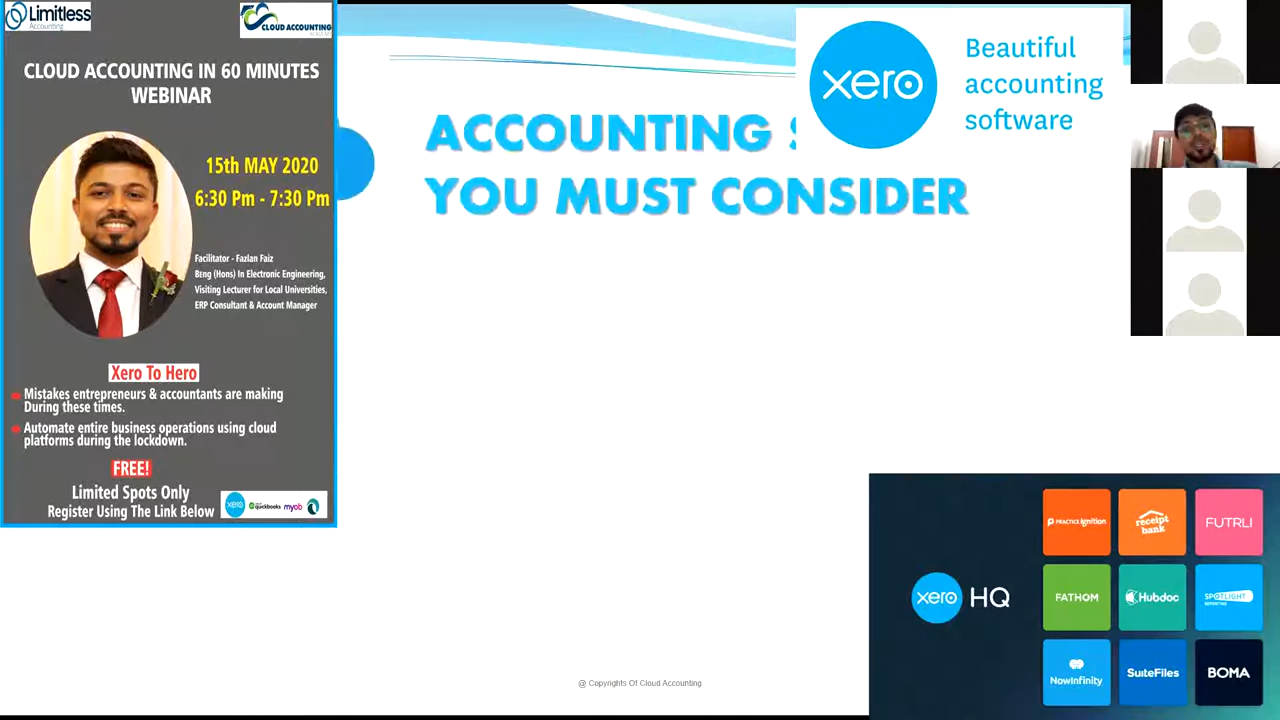 Limitless
Accounting
CLOUD ACCOUNTING
CLOUD ACCOUNTING IN 60 MINUTES
WEBINAR
15th MAY 2020
6:30 Pm - 7:30 Pm
Facilitator - Fazlan Faiz
BEng (Hons) In Electronic Engineering,
Visiting Lecturer for Local Universities,
ERP Consultant & Account Manager
Xero To Hero
Mistakes entrepreneurs & accountants are making
During these times.
Automate entire business operations using cloud
platforms during the lockdown.
FREE!
Limited Spots Only
Register Using The Link Below
xero
quickbooks
myob
ACCOUNTING S
YOU MUST CONSIDER
xero
Beautiful
accounting
software
xero HQ
PRACTICE Ignition
receipt
bank
FUTRLI
FATHOM
Hubdoc
SPOTLIGHT
REPORTING
NowInfinity
SuiteFiles
BOMA
@ Copyrights Of Cloud Accounting